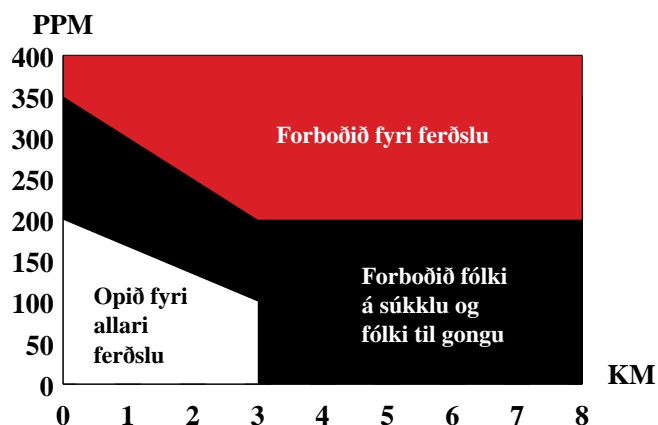 PPM
400
350
300
250
200
150
100
50
0
Forboðið fyri ferðslu
Forboðið fólki
á súkklu og
fólki til gongu
Opið fyri
allari
ferðslu
KM
0 1 2 3 4 5 6 7 8